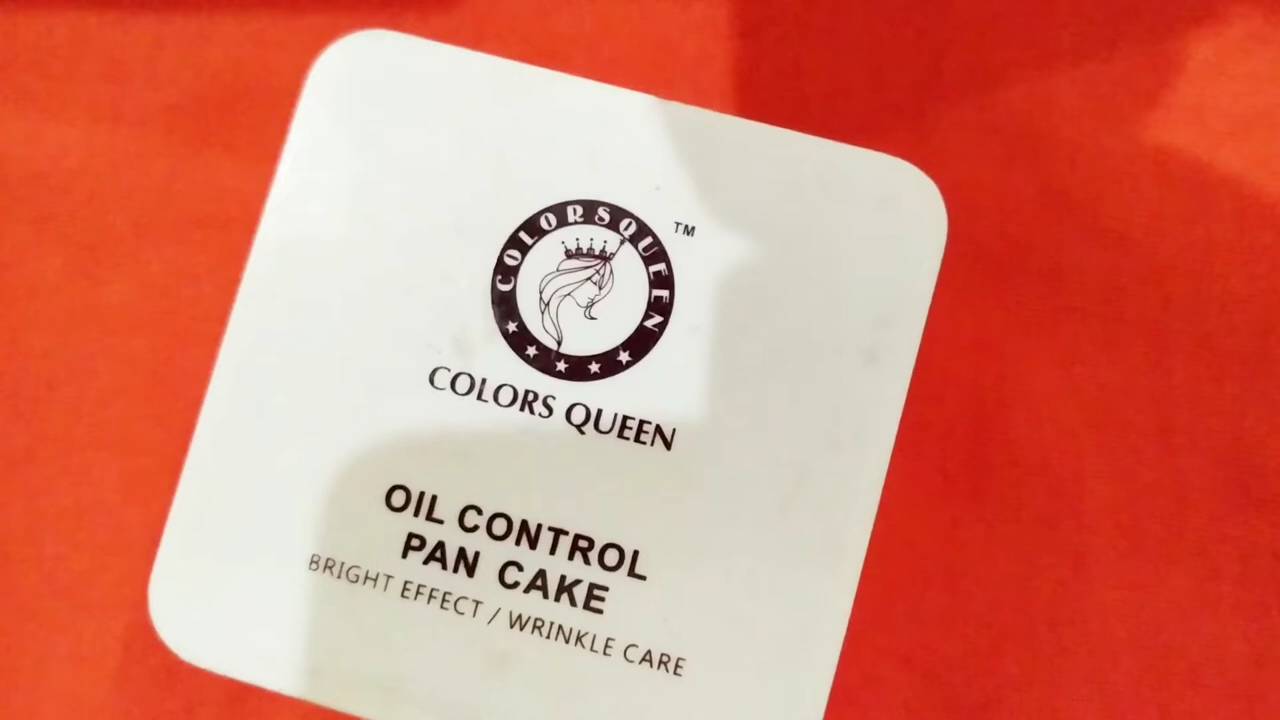 COLORSQUEEN
TM
COLORS QUEEN
OIL CONTROL
PAN CAKE
BRIGHT EFFECT / WRINKLE CARE